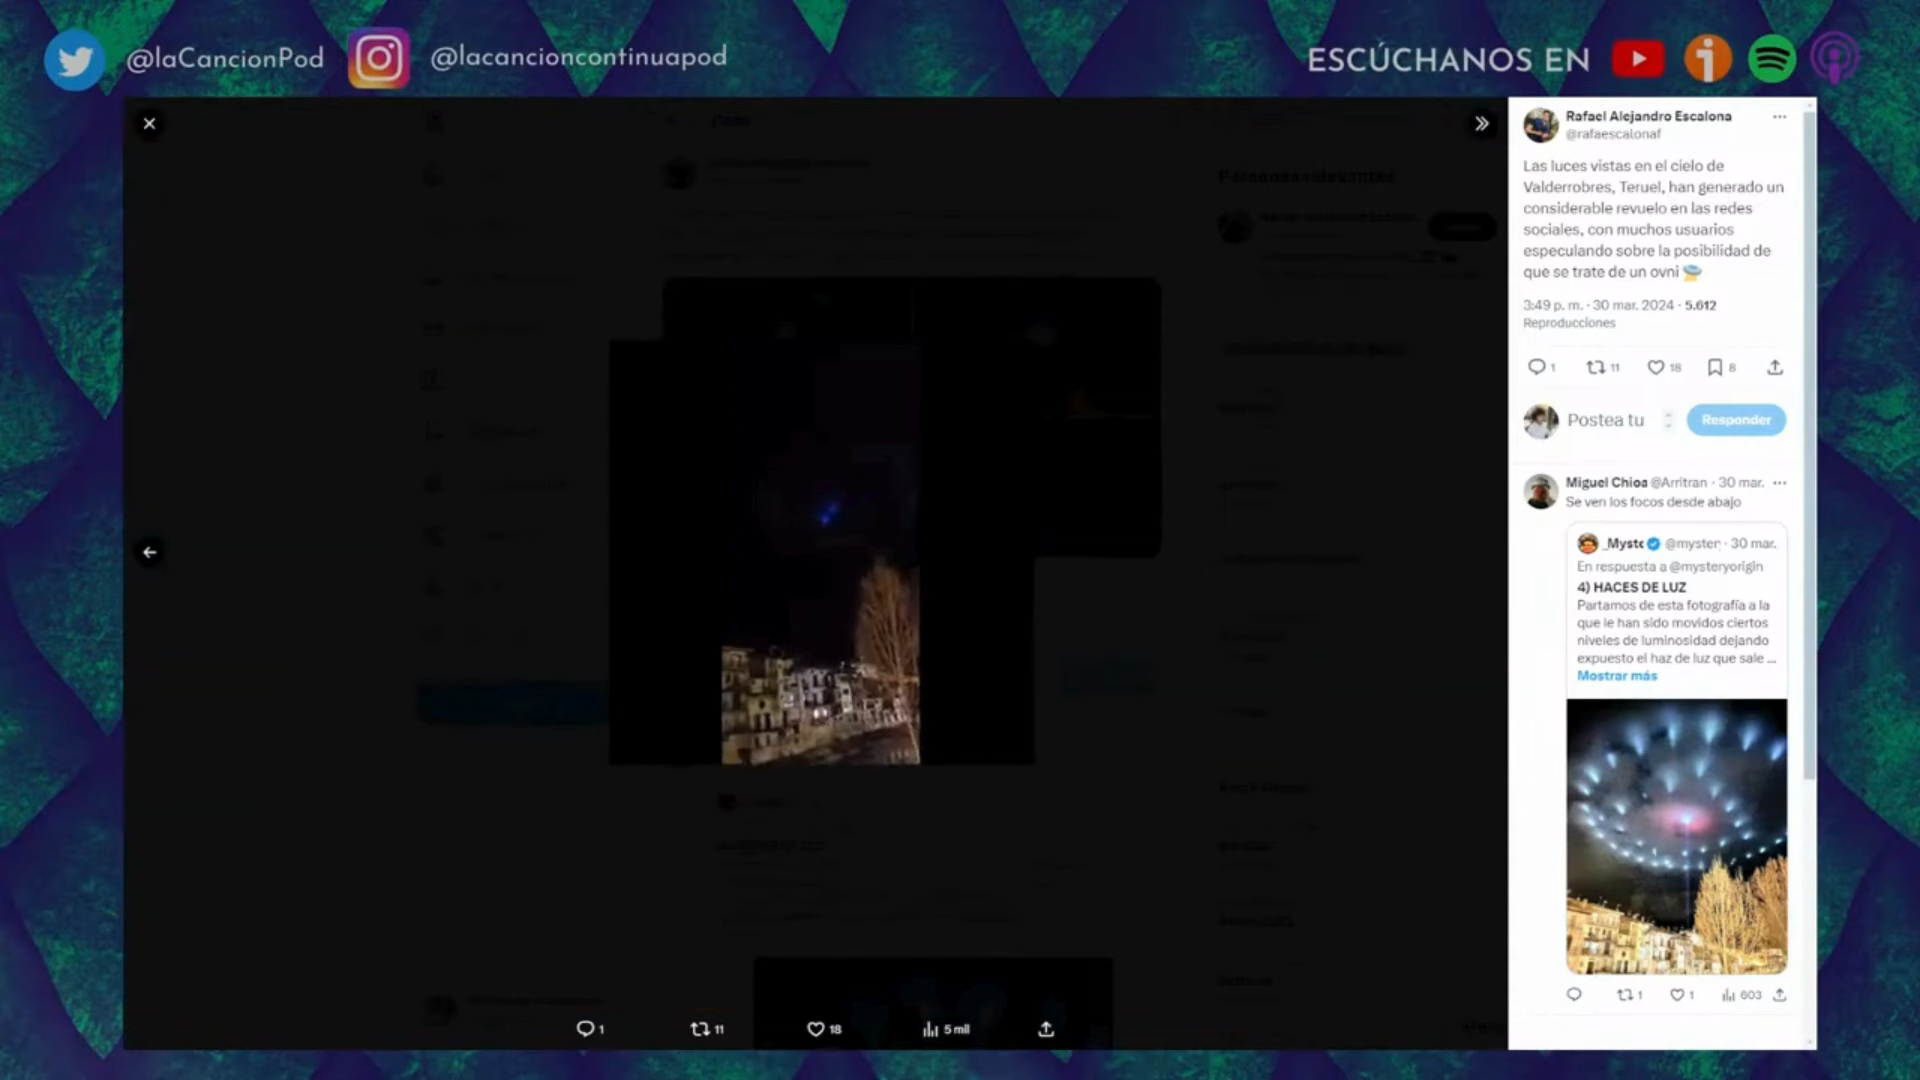 @laCancionPod
@lacancioncontinuapod
ESCÚCHANOS EN
Rafael Alejandro Escalona
@rafaescalonaf
Las luces vistas en el cielo de
Valderrobres, Teruel, han generado un
considerable revuelo en las redes
sociales, con muchos usuarios
especulando sobre la posibilidad de
que se trate de un ovni
3:49 p. m. · 30 mar. 2024 · 5.612
Reproducciones
1 11 18 8
Postea tu
Responder
Miguel Chioa @Arritran · 30 mar.
Se ven los focos desde abajo
_Myste @myster · 30 mar.
En respuesta a @mysteryorigin
4) HACES DE LUZ
Partamos de esta fotografía a la
que le han sido movidos ciertos
niveles de luminosidad dejando
expuesto el haz de luz que sale ...
Mostrar más
1 1 603
1 11 18 5 mil
Personas relevantes